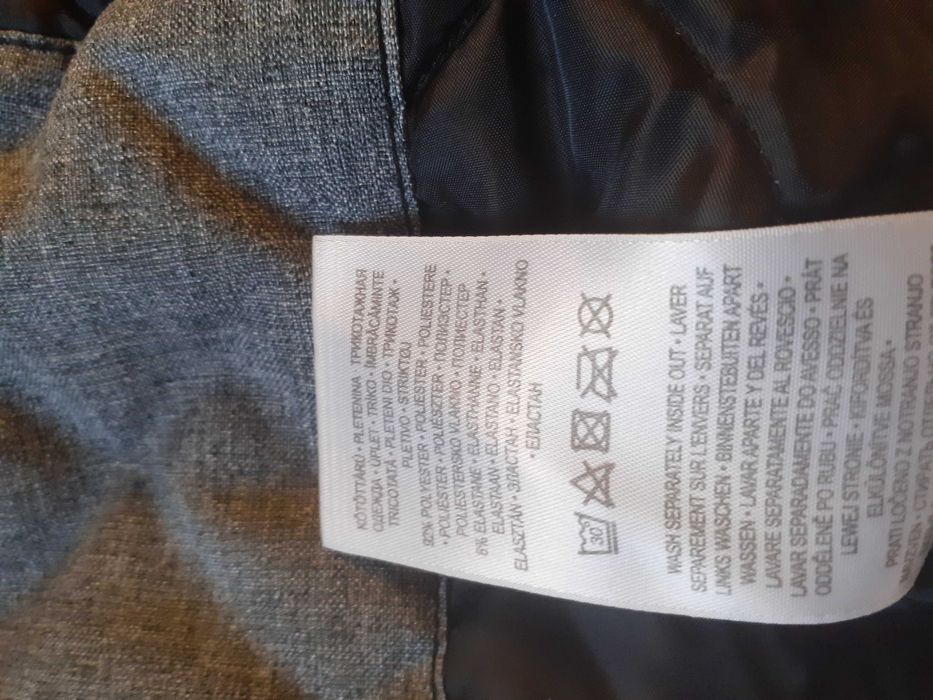 KÖTÖTTÁRU • PLETENINA ТРИКОТАЖНАЯ
ОДЕЖДА • ÚPLET • TRIKO • ÎMBRĂCĂMINTE
TRICOTATĂ • PLETENI DIO • ТРИКОТАЖ •
PLETIVO • STRIKTØJ
92% POLYESTER • POLIESTER • POLIESTERE
• POLIÉSTER • POLIESZTER • ПОЛИЭСТЕР •
POLIESTERSKO VLAKNO • ПОЛИЕСТЕР
ELASTANE • ÉLASTHANNE • ELASTHAN •
ELASTAAN • ELASTANO • ELASTAN •
ELASZTÁN • ЭЛАСТАН • ELASTANSKO VLAKNO
• ЕЛАСТАН
30
WASH SEPARATELY INSIDE OUT • LAVER
SEPAREMENT SUR L'ENVERS • SEPARAT AUF
LINKS WASCHEN • BINNENSTEBUITEN APART
WASSEN • LAVAR APARTE Y DEL REVÉS •
LAVARE SEPARATAMENTE AL ROVESCIO •
LAVAR SEPARADAMENTE DO AVESSO • PRÁT
ODDĚLENĚ PO RUBU • PRAĆ ODDZIELNIE NA
LEWEJ STRONIE • KIFORDÍTVA ÉS
ELKÜLÖNÍTVE MOSSA •
PRATI LOČENO Z NOTRANJO STRANJO